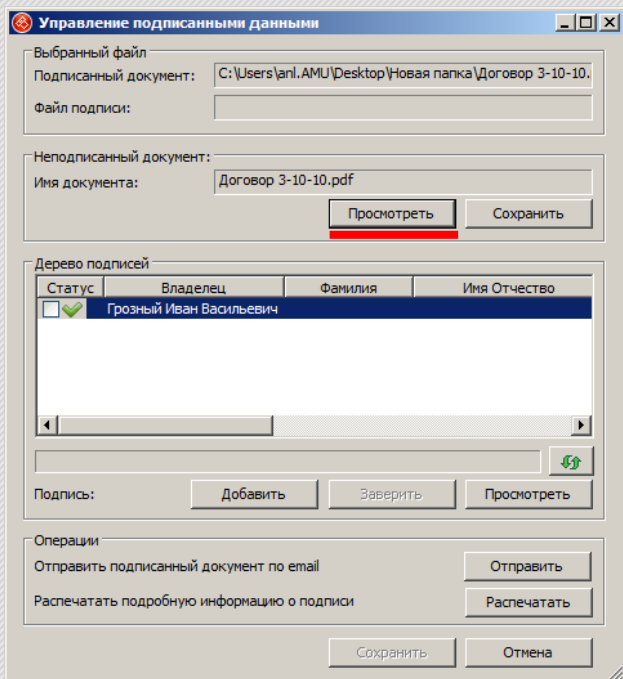 Управление подписанными данными
Выбранный файл
Подписанный документ: C:\Users\anl.AMU\Desktop\Новая папка\Договор 3-10-10.
Файл подписи:
Неподписанный документ:
Имя документа: Договор 3-10-10.pdf
Просмотреть Сохранить
Дерево подписей
Статус Владелец Фамилия Имя Отчество
Грозный Иван Васильевич
Подпись: Добавить Заверить Просмотреть
Операции
Отправить подписанный документ по email Отправить
Распечатать подробную информацию о подписи Распечатать
Сохранить Отмена